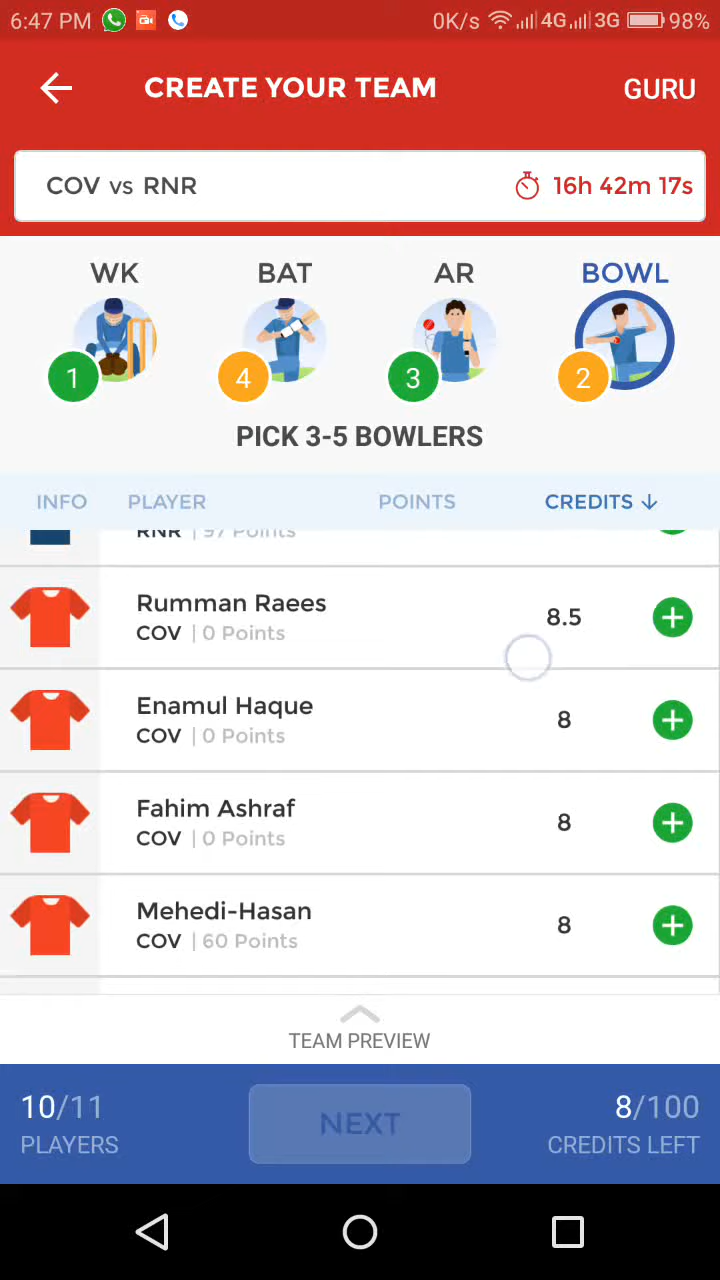 6:47 PM 0K/s 4G 3G 98%
CREATE YOUR TEAM GURU
COV vs RNR 16h 42m 17s
WK BAT AR BOWL
1 4 3 2
PICK 3-5 BOWLERS
INFO PLAYER POINTS CREDITS ↓
RNR | 97 Points
Rumman Raees
COV | 0 Points 8.5
Enamul Haque
COV | 0 Points 8
Fahim Ashraf
COV | 0 Points 8
Mehedi-Hasan
COV | 60 Points 8
TEAM PREVIEW
10/11 NEXT 8/100
PLAYERS CREDITS LEFT